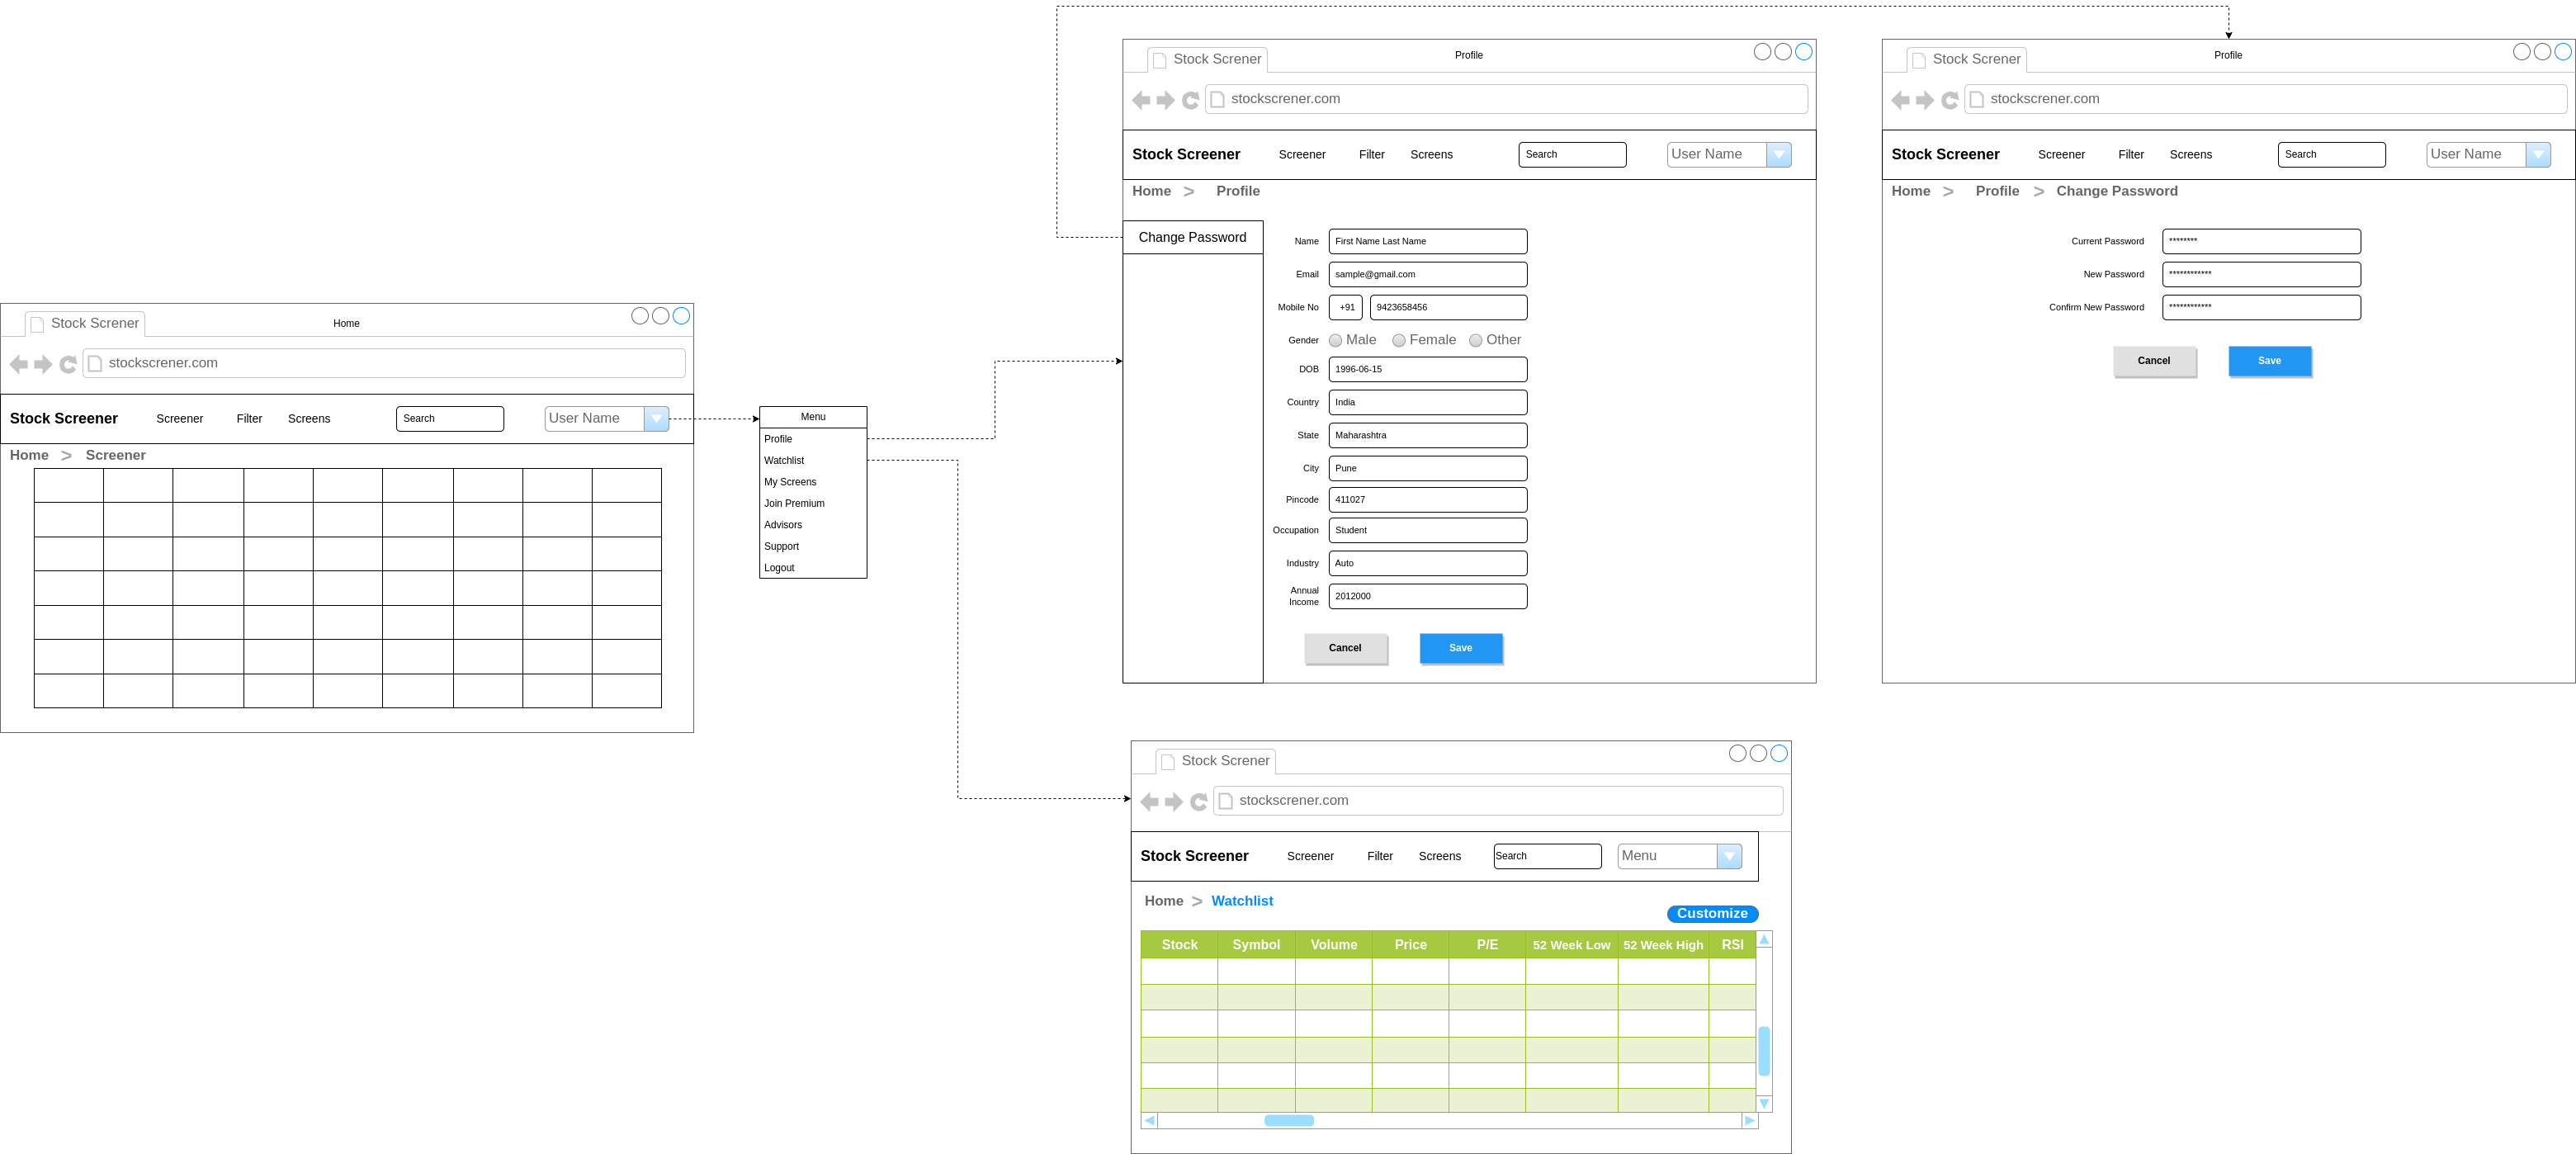 Stock Screner
Home
stockscrener.com
Stock Screener
Screener
Filter
Screens
Search
User Name
Home > Screener
Menu
Profile
Watchlist
My Screens
Join Premium
Advisors
Support
Logout
Stock Screner
Profile
stockscrener.com
Stock Screener
Screener
Filter
Screens
Search
User Name
Home > Profile
Change Password
Name
First Name Last Name
Email
sample@gmail.com
Mobile No
+91
9423658456
Gender
Male
Female
Other
DOB
1996-06-15
Country
India
State
Maharashtra
City
Pune
Pincode
411027
Occupation
Student
Industry
Auto
Annual
Income
2012000
Cancel
Save
Stock Screner
Profile
stockscrener.com
Stock Screener
Screener
Filter
Screens
Search
User Name
Home > Profile > Change Password
Current Password
********
New Password
************
Confirm New Password
************
Cancel
Save
Stock Screner
stockscrener.com
Stock Screener
Screener
Filter
Screens
Search
Menu
Home > Watchlist
Customize
Stock
Symbol
Volume
Price
P/E
52 Week Low
52 Week High
RSI